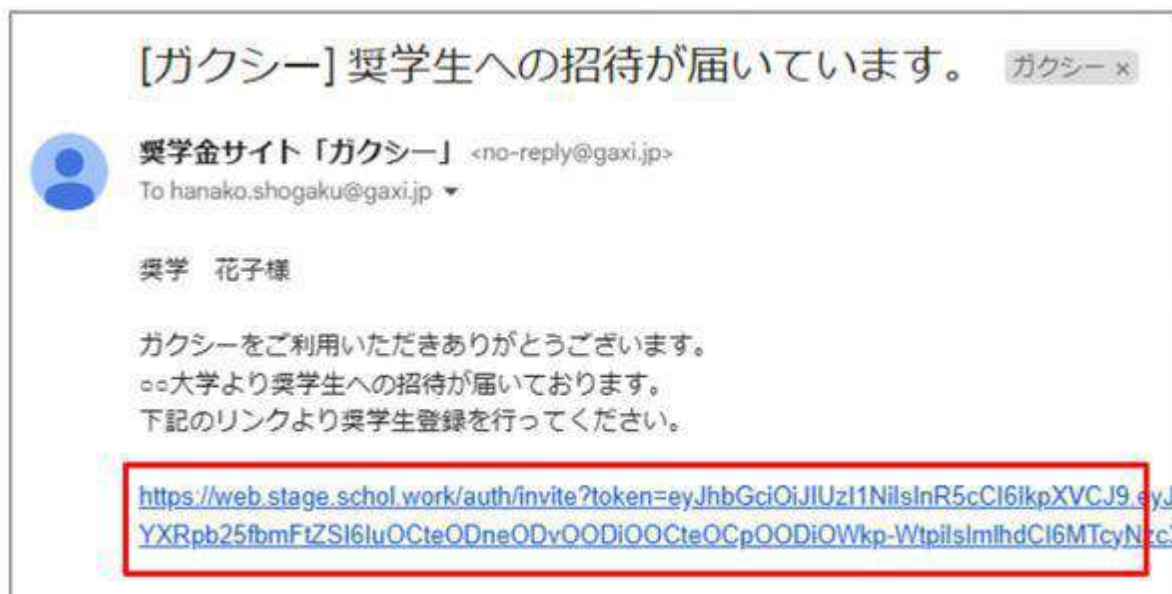 [ガクシー] 奨学生への招待が届いています。 ガクシー ×
奨学金サイト「ガクシー」 <no-reply@gaxi.jp>
To hanako.shogaku@gaxi.jp
奨学 花子様
ガクシーをご利用いただきありがとうございます。
○○大学より奨学生への招待が届いております。
下記のリンクより奨学生登録を行ってください。
https://web.stage.schol.work/auth/invite?token=eyJhbGciOiJIUzI1NiIsInR5cCI6IkpXVCJ9.eyJ
YXRpb25fbmFtZSI6IuOCteODneODvOODiOOCteOCpOODiOWkp-WtpiIsImlhdCI6MTcyNzc